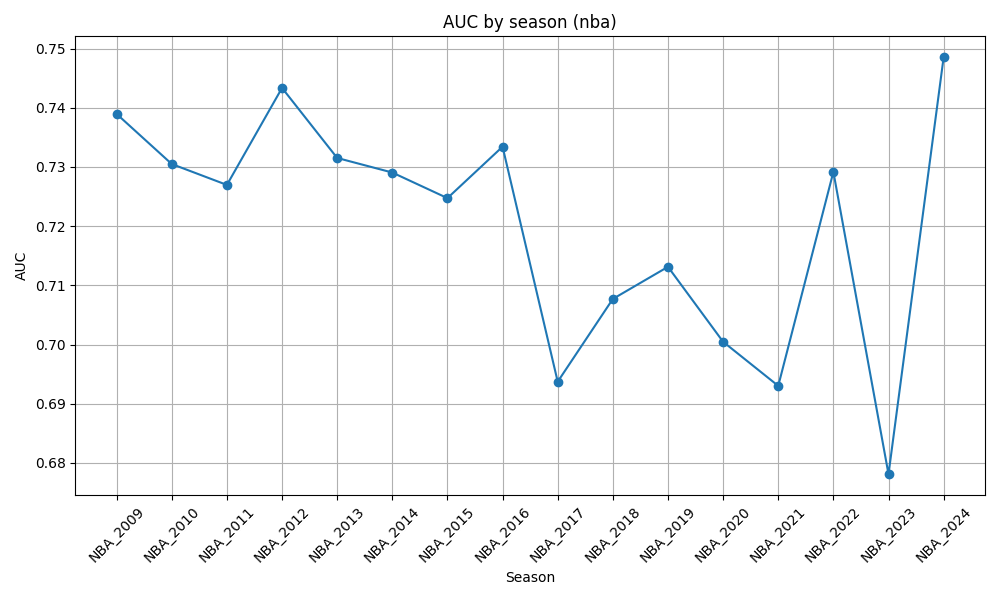 AUC by season (nba)
AUC
0.75
0.74
0.73
0.72
0.71
0.70
0.69
0.68
NBA_2009
NBA_2010
NBA_2011
NBA_2012
NBA_2013
NBA_2014
NBA_2015
NBA_2016
NBA_2017
NBA_2018
NBA_2019
NBA_2020
NBA_2021
NBA_2022
NBA_2023
NBA_2024
Season